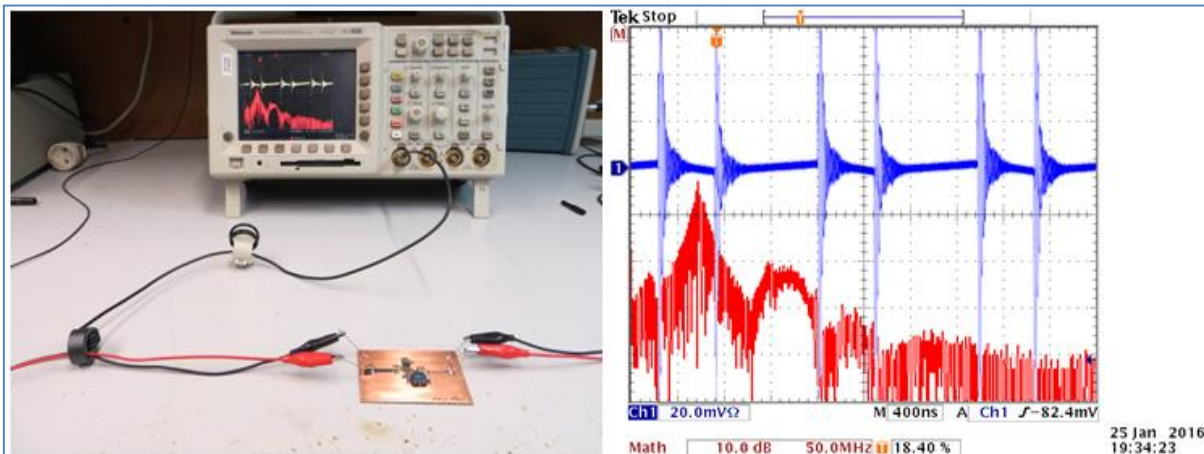 Tektronix
Tek Stop
M
T
T
1
Ch1 20.0mVΩ M 400ns A Ch1 ʃ −82.4mV
Math 10.0 dB 50.0MHz T 18.40 %
25 Jan 2016
19:34:23